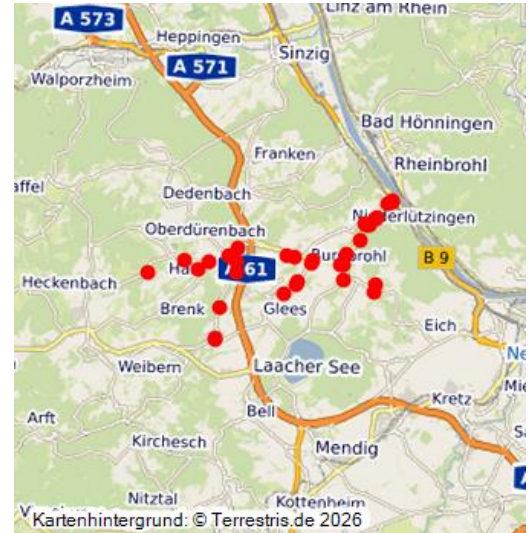 Linz am Rhein
A 573
Heppingen
Sinzig
A 571
Walporzheim
Bad Hönningen
Franken
Rheinbrohl
Dedenbach
Oberdürenbach
B 9
Heckenbach
Brenk
Glees
Eich
Weibern
Laacher See
Bell
Kretz
Arft
Kirchesch
Mendig
Nitztal
Kottenheim
Kartenhintergrund: © Terrestris.de 2026